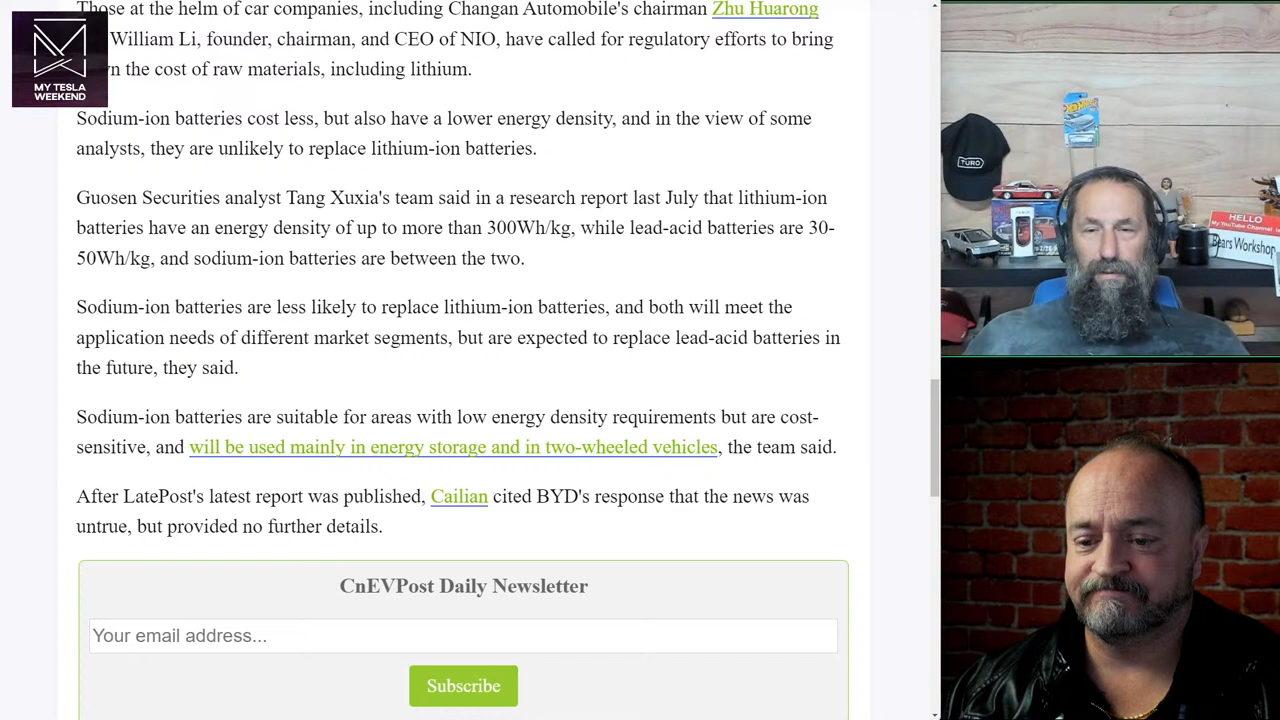 Those at the helm of car companies, including Changan Automobile's chairman Zhu Huarong
William Li, founder, chairman, and CEO of NIO, have called for regulatory efforts to bring
the cost of raw materials, including lithium.
MY TESLA
WEEKEND
Sodium-ion batteries cost less, but also have a lower energy density, and in the view of some
analysts, they are unlikely to replace lithium-ion batteries.
Guosen Securities analyst Tang Xuxia's team said in a research report last July that lithium-ion
batteries have an energy density of up to more than 300Wh/kg, while lead-acid batteries are 30-
50Wh/kg, and sodium-ion batteries are between the two.
Sodium-ion batteries are less likely to replace lithium-ion batteries, and both will meet the
application needs of different market segments, but are expected to replace lead-acid batteries in
the future, they said.
Sodium-ion batteries are suitable for areas with low energy density requirements but are cost-
sensitive, and will be used mainly in energy storage and in two-wheeled vehicles, the team said.
After LatePost's latest report was published, Cailian cited BYD's response that the news was
untrue, but provided no further details.
CnEVPost Daily Newsletter
Your email address...
Subscribe
TURO
Hot Wheels
HELLO
My YouTube Channel is
Bears Workshop